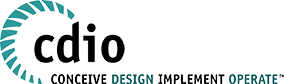 cdio
CONCEIVE DESIGN IMPLEMENT OPERATE™